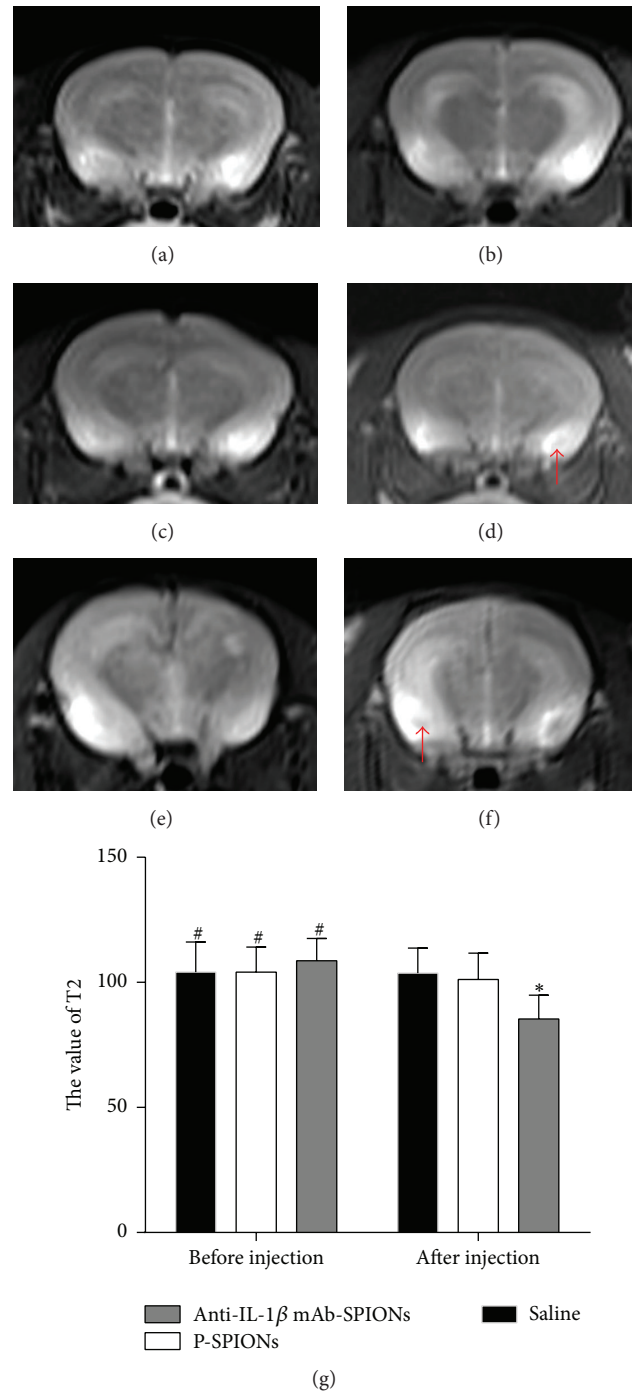 (a)
(b)
(c)
(d)
(e)
(f)
150
100
50
0
The value of T2
#
#
#
*
Before injection
After injection
Anti-IL-1β mAb-SPIONs
Saline
P-SPIONs
(g)